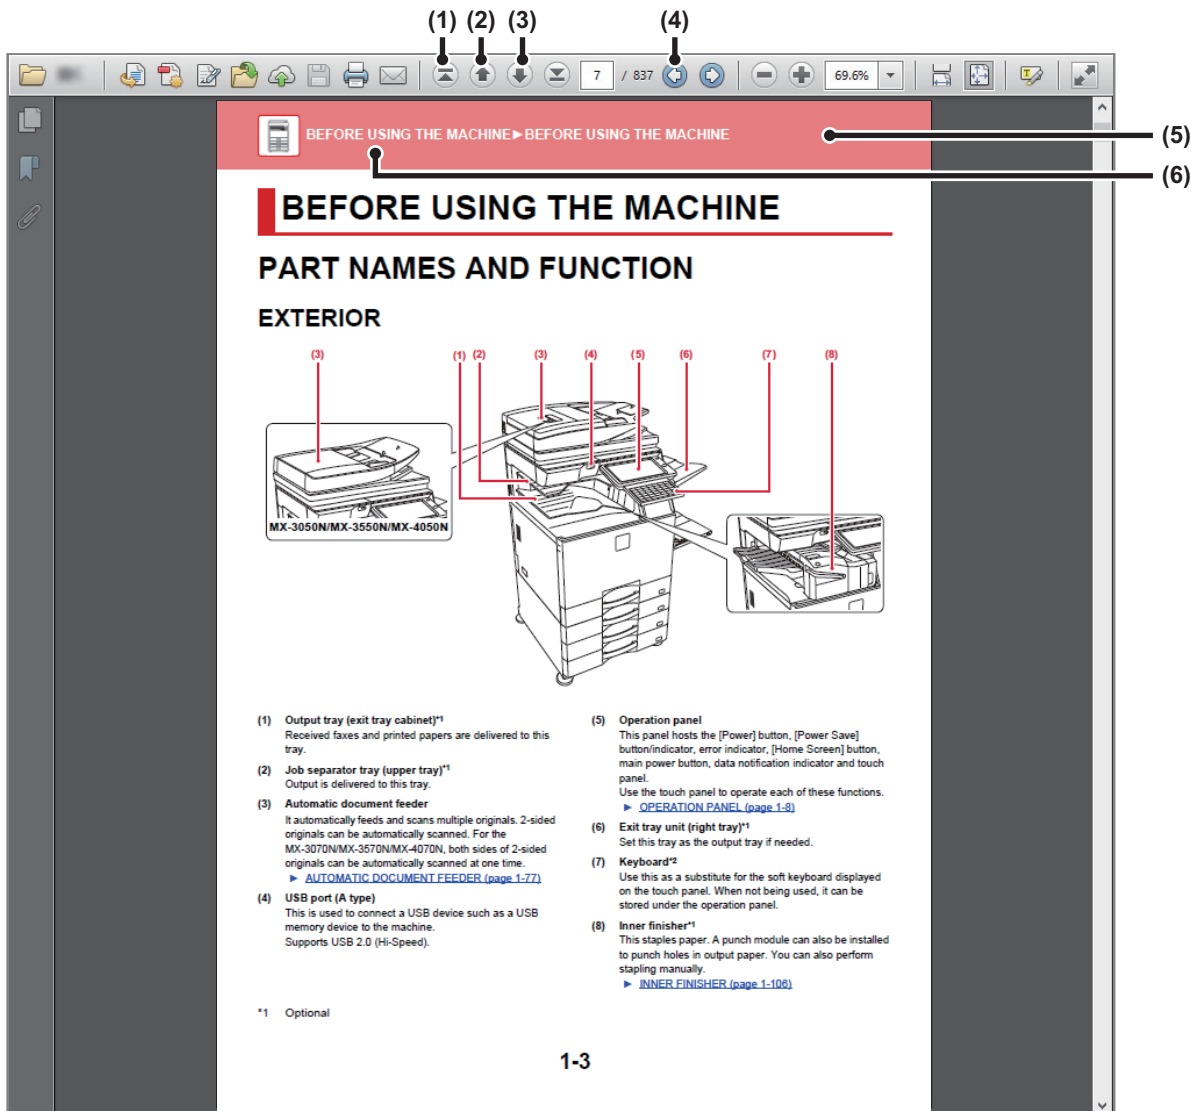 (1) (2) (3) (4)
7 / 837 69.6%
BEFORE USING THE MACHINE►BEFORE USING THE MACHINE
(5)
(6)
BEFORE USING THE MACHINE
PART NAMES AND FUNCTION
EXTERIOR
(3) (1) (2) (3) (4) (5) (6) (7) (8)
MX-3050N/MX-3550N/MX-4050N
(1) Output tray (exit tray cabinet)*1
Received faxes and printed papers are delivered to this
tray.
(2) Job separator tray (upper tray)*1
Output is delivered to this tray.
(3) Automatic document feeder
It automatically feeds and scans multiple originals. 2-sided
originals can be automatically scanned. For the
MX-3070N/MX-3570N/MX-4070N, both sides of 2-sided
originals can be automatically scanned at one time.
► AUTOMATIC DOCUMENT FEEDER (page 1-77)
(4) USB port (A type)
This is used to connect a USB device such as a USB
memory device to the machine.
Supports USB 2.0 (Hi-Speed).
(5) Operation panel
This panel hosts the [Power] button, [Power Save]
button/indicator, error indicator, [Home Screen] button,
main power button, data notification indicator and touch
panel.
Use the touch panel to operate each of these functions.
► OPERATION PANEL (page 1-8)
(6) Exit tray unit (right tray)*1
Set this tray as the output tray if needed.
(7) Keyboard*2
Use this as a substitute for the soft keyboard displayed
on the touch panel. When not being used, it can be
stored under the operation panel.
(8) Inner finisher*1
This staples paper. A punch module can also be installed
to punch holes in output paper. You can also perform
stapling manually.
► INNER FINISHER (page 1-106)
*1 Optional
1-3